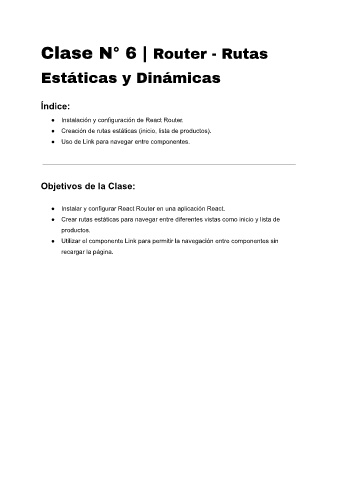 Clase N° 6 | Router - Rutas
Estáticas y Dinámicas
Índice:
● Instalación y configuración de React Router.
● Creación de rutas estáticas (inicio, lista de productos).
● Uso de Link para navegar entre componentes.
Objetivos de la Clase:
● Instalar y configurar React Router en una aplicación React.
● Crear rutas estáticas para navegar entre diferentes vistas como inicio y lista de
productos.
● Utilizar el componente Link para permitir la navegación entre componentes sin
recargar la página.